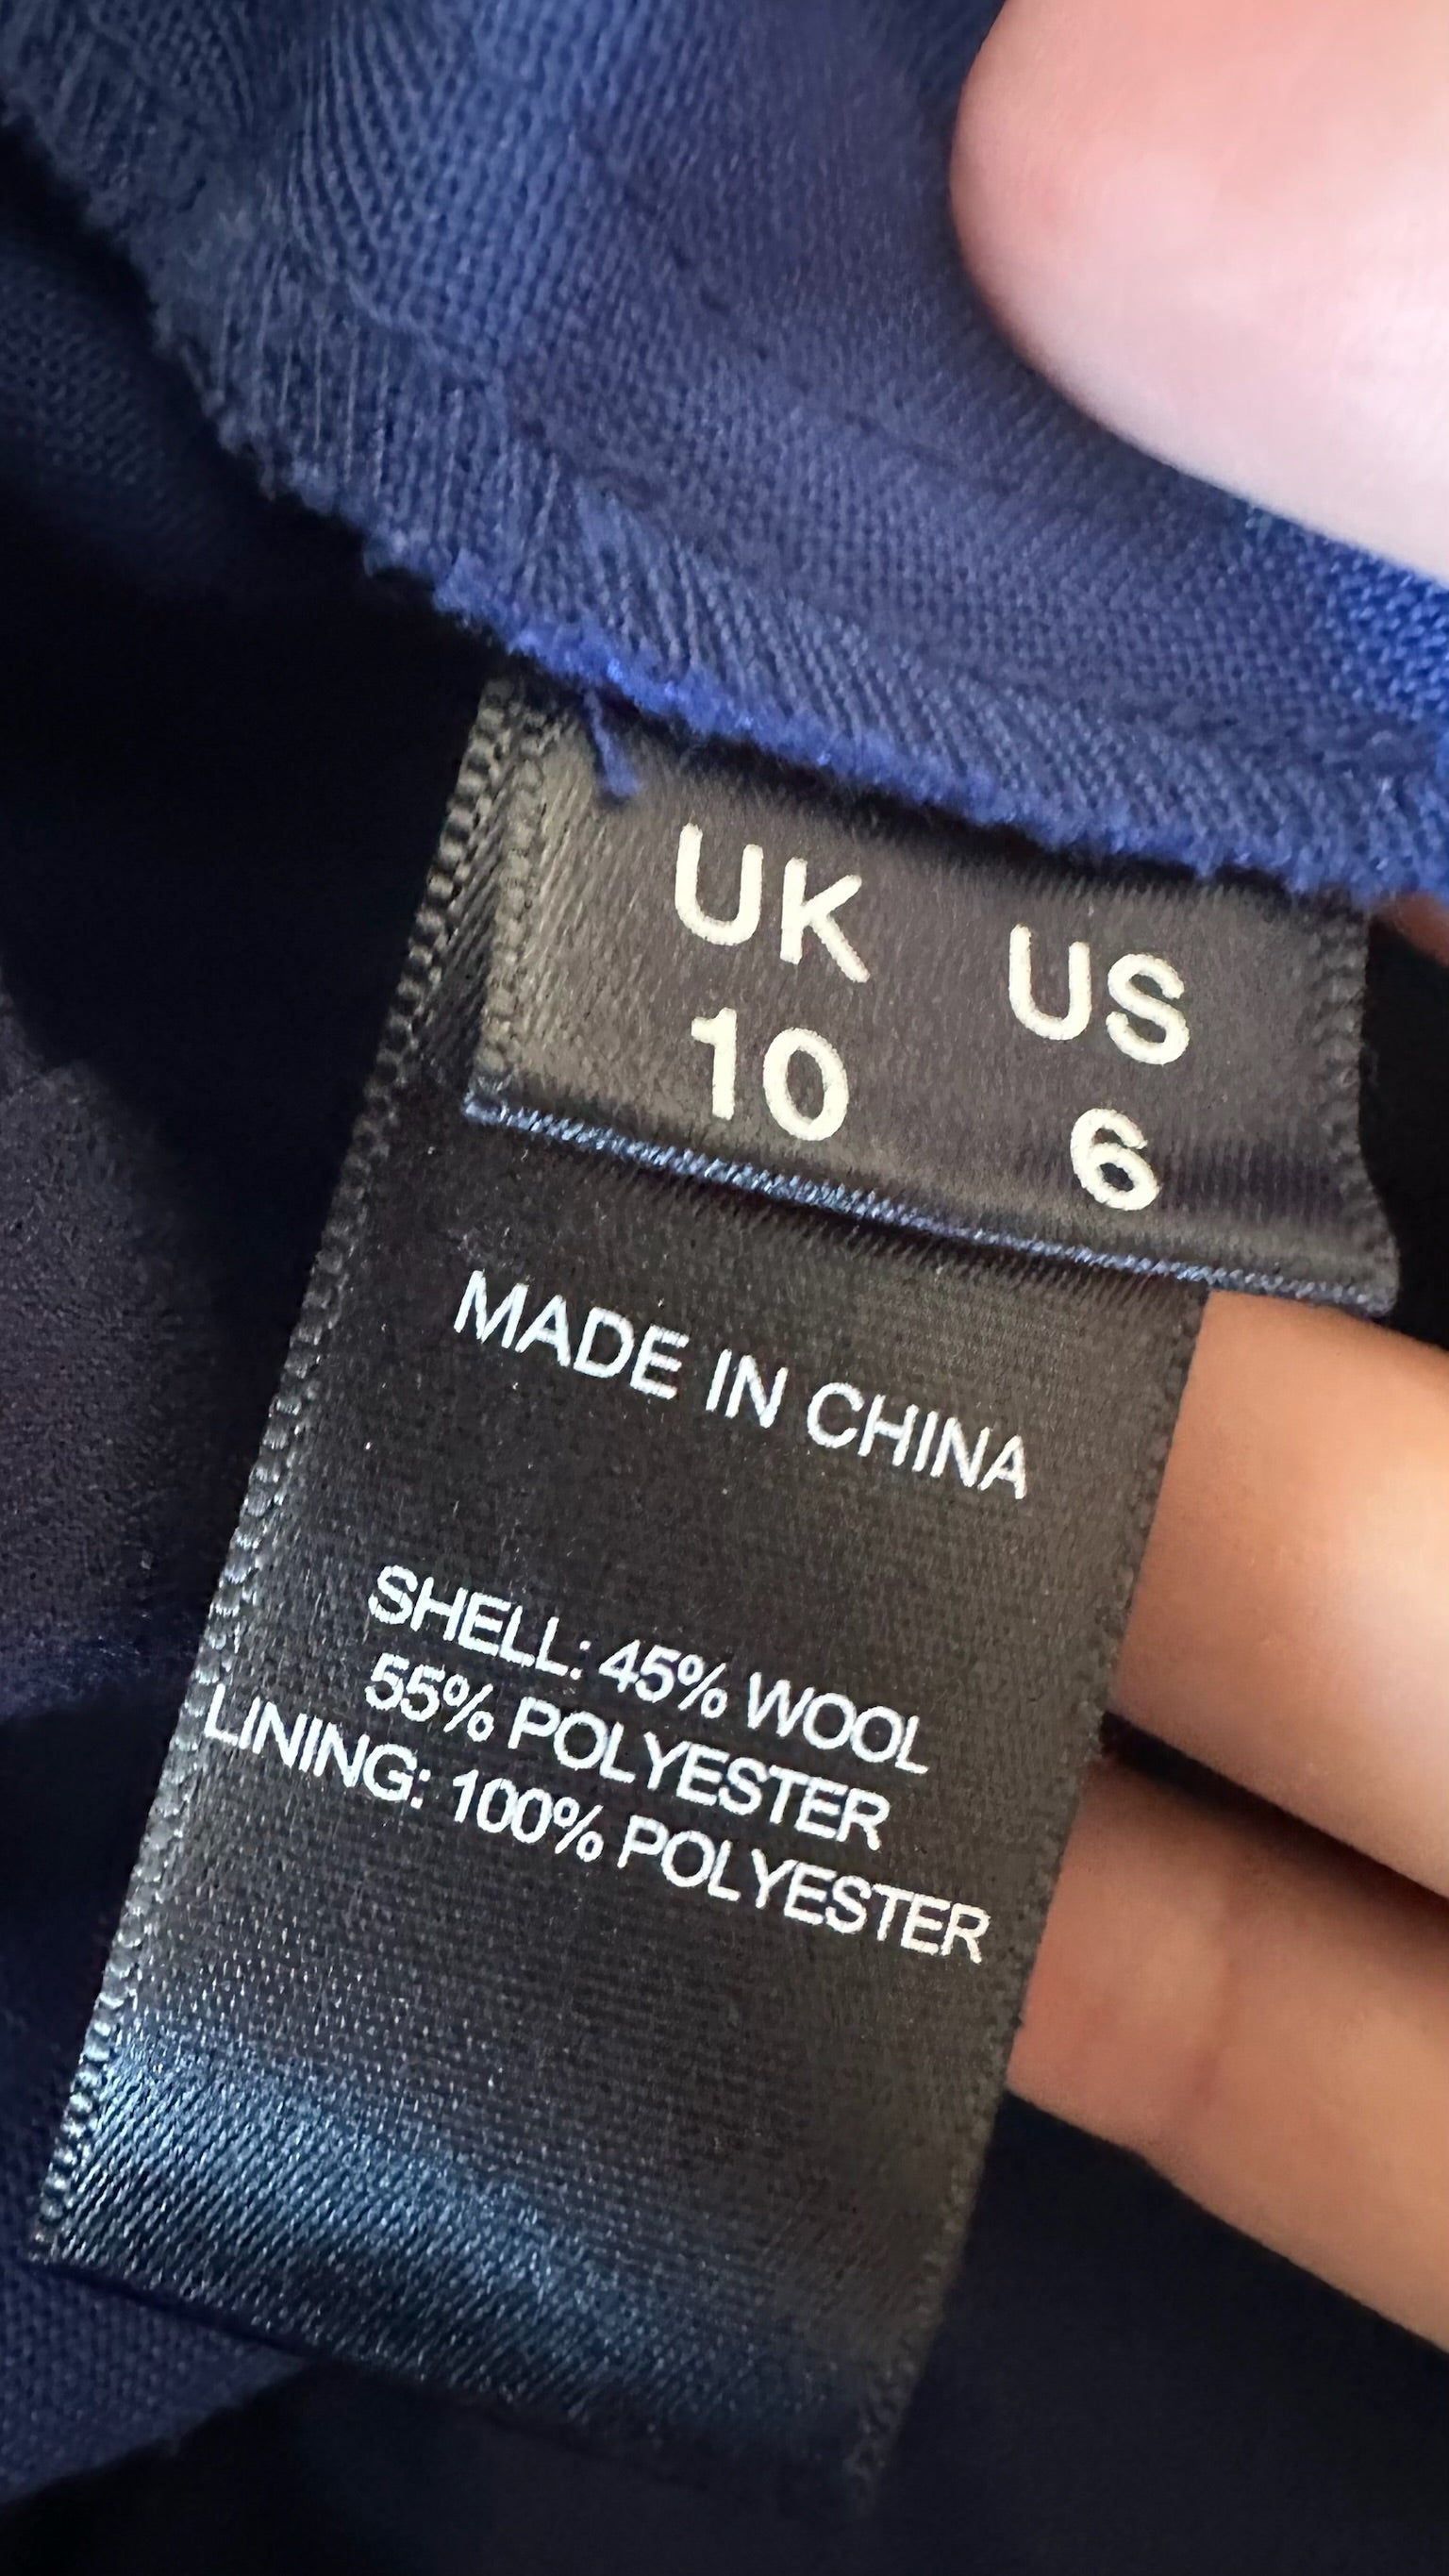 UK US
10 6
MADE IN CHINA
SHELL: 45% WOOL
55% POLYESTER
LINING: 100% POLYESTER